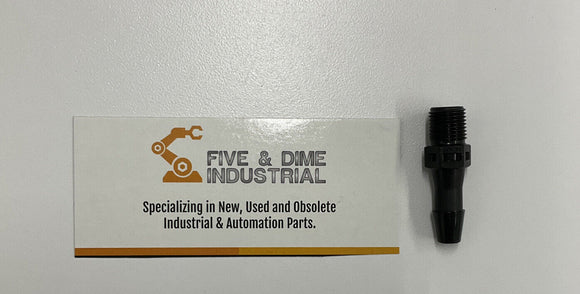 FIVE & DIME
INDUSTRIAL
Specializing in New, Used and Obsolete
Industrial & Automation Parts.